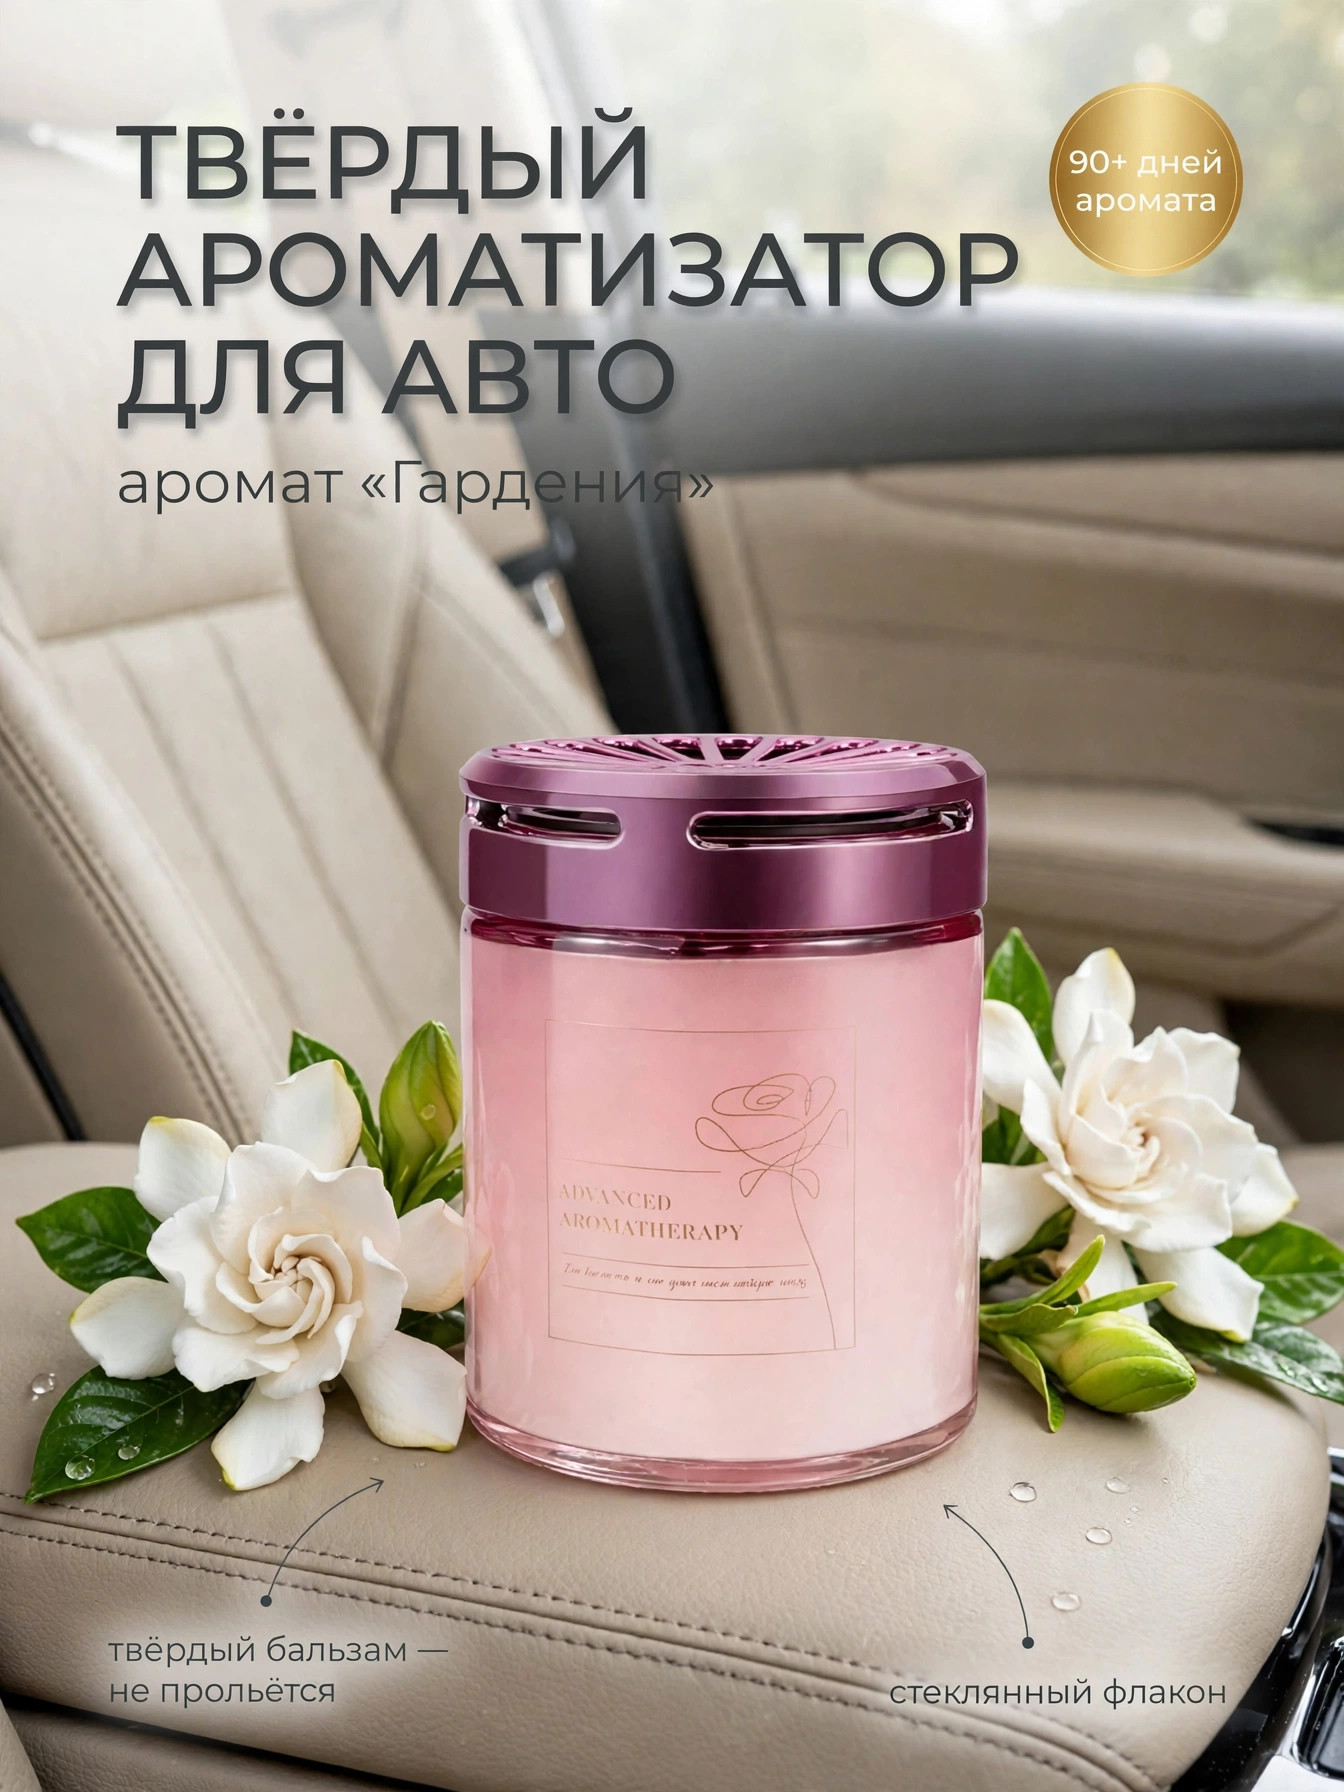 ТВЁРДЫЙ
АРОМАТИЗАТОР
ДЛЯ АВТО
аромат «Гардения»
90+ дней
аромата
ADVANCED
AROMATHERAPY
твёрдый бальзам —
не прольётся
стеклянный флакон